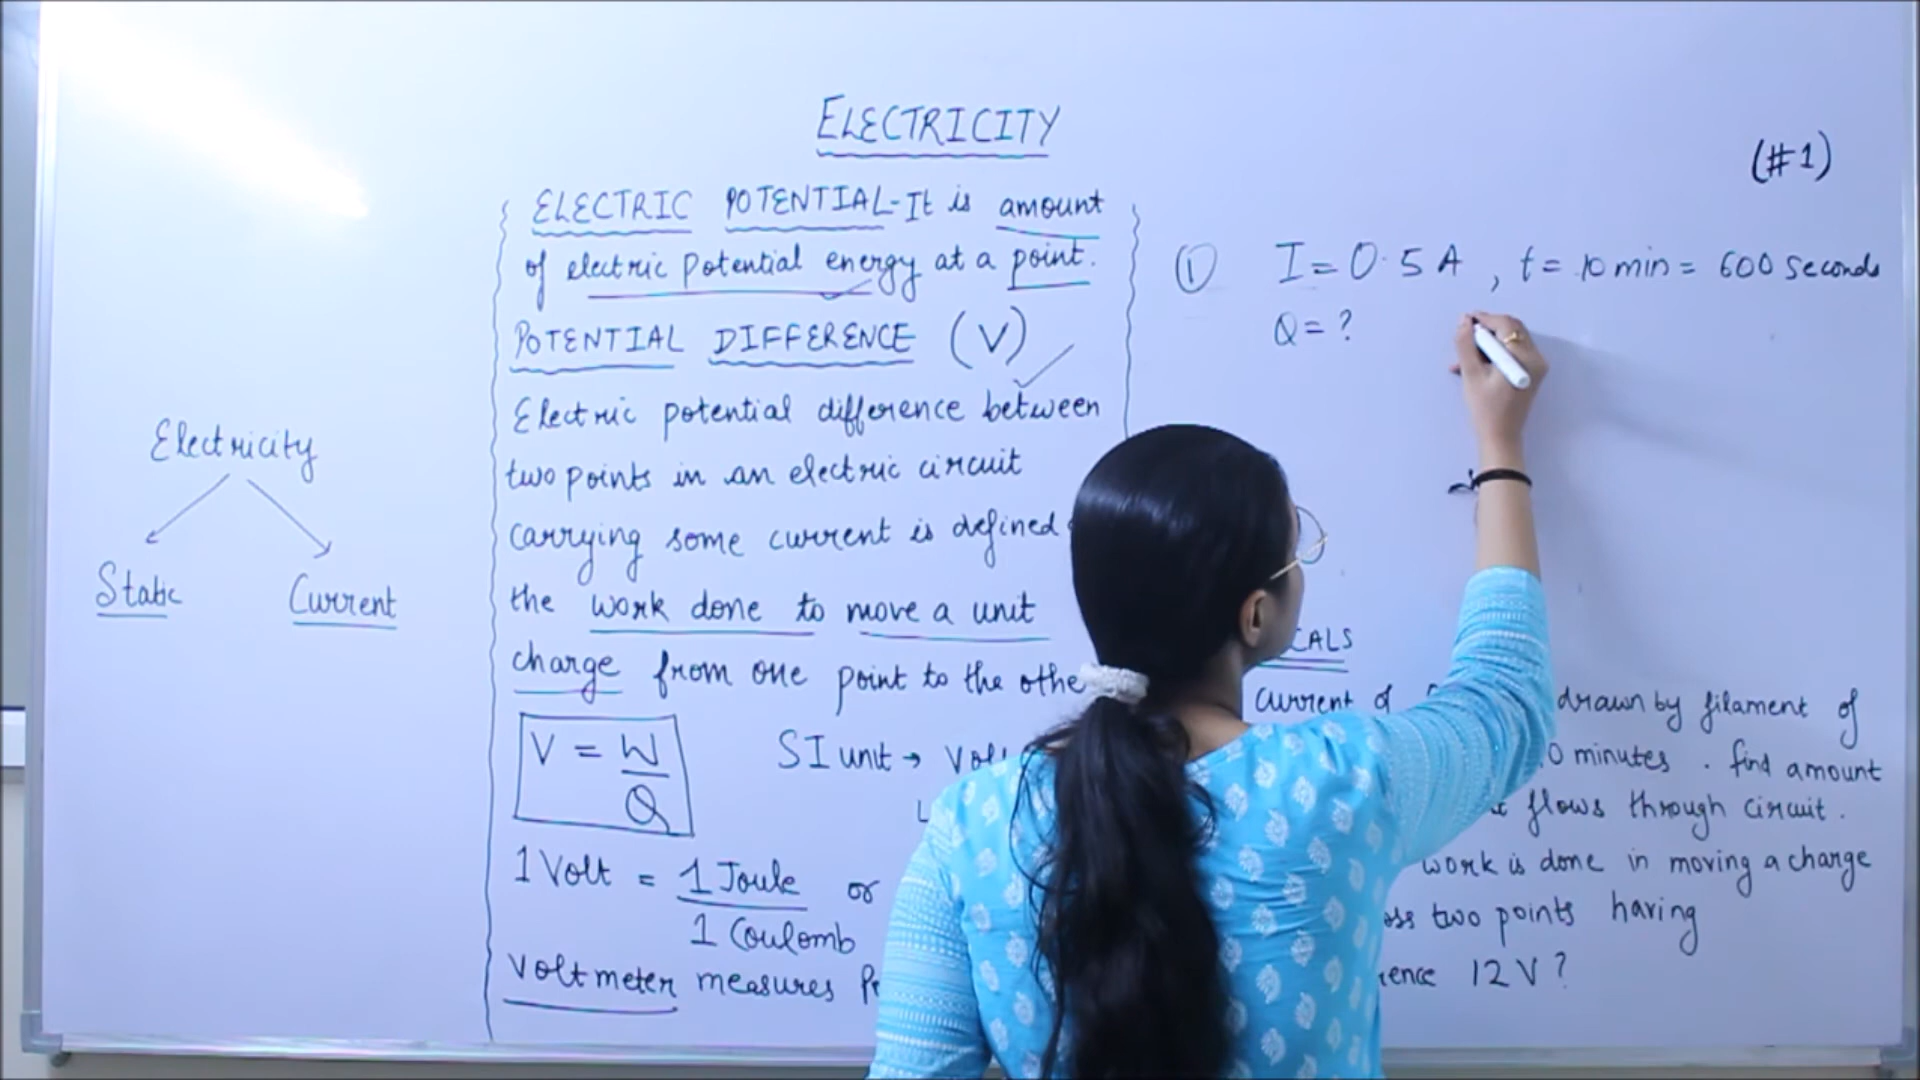 ELECTRICITY
(#1)
Electricity
Static Current
ELECTRIC POTENTIAL-It is amount
of electric potential energy at a point.
POTENTIAL DIFFERENCE (V)
Electric potential difference between
two points in an electric circuit
carrying some current is defined
the work done to move a unit
charge from one point to the othe
V = W
Q
SI unit →
1 Volt = 1 Joule or
1 Coulomb
Voltmeter measures
① I = 0.5 A , t = 10 min = 600 seconds
Q = ?
CALS
current of drawn by filament of
0 minutes . find amount
flows through circuit.
work is done in moving a charge
two points having
12 V?